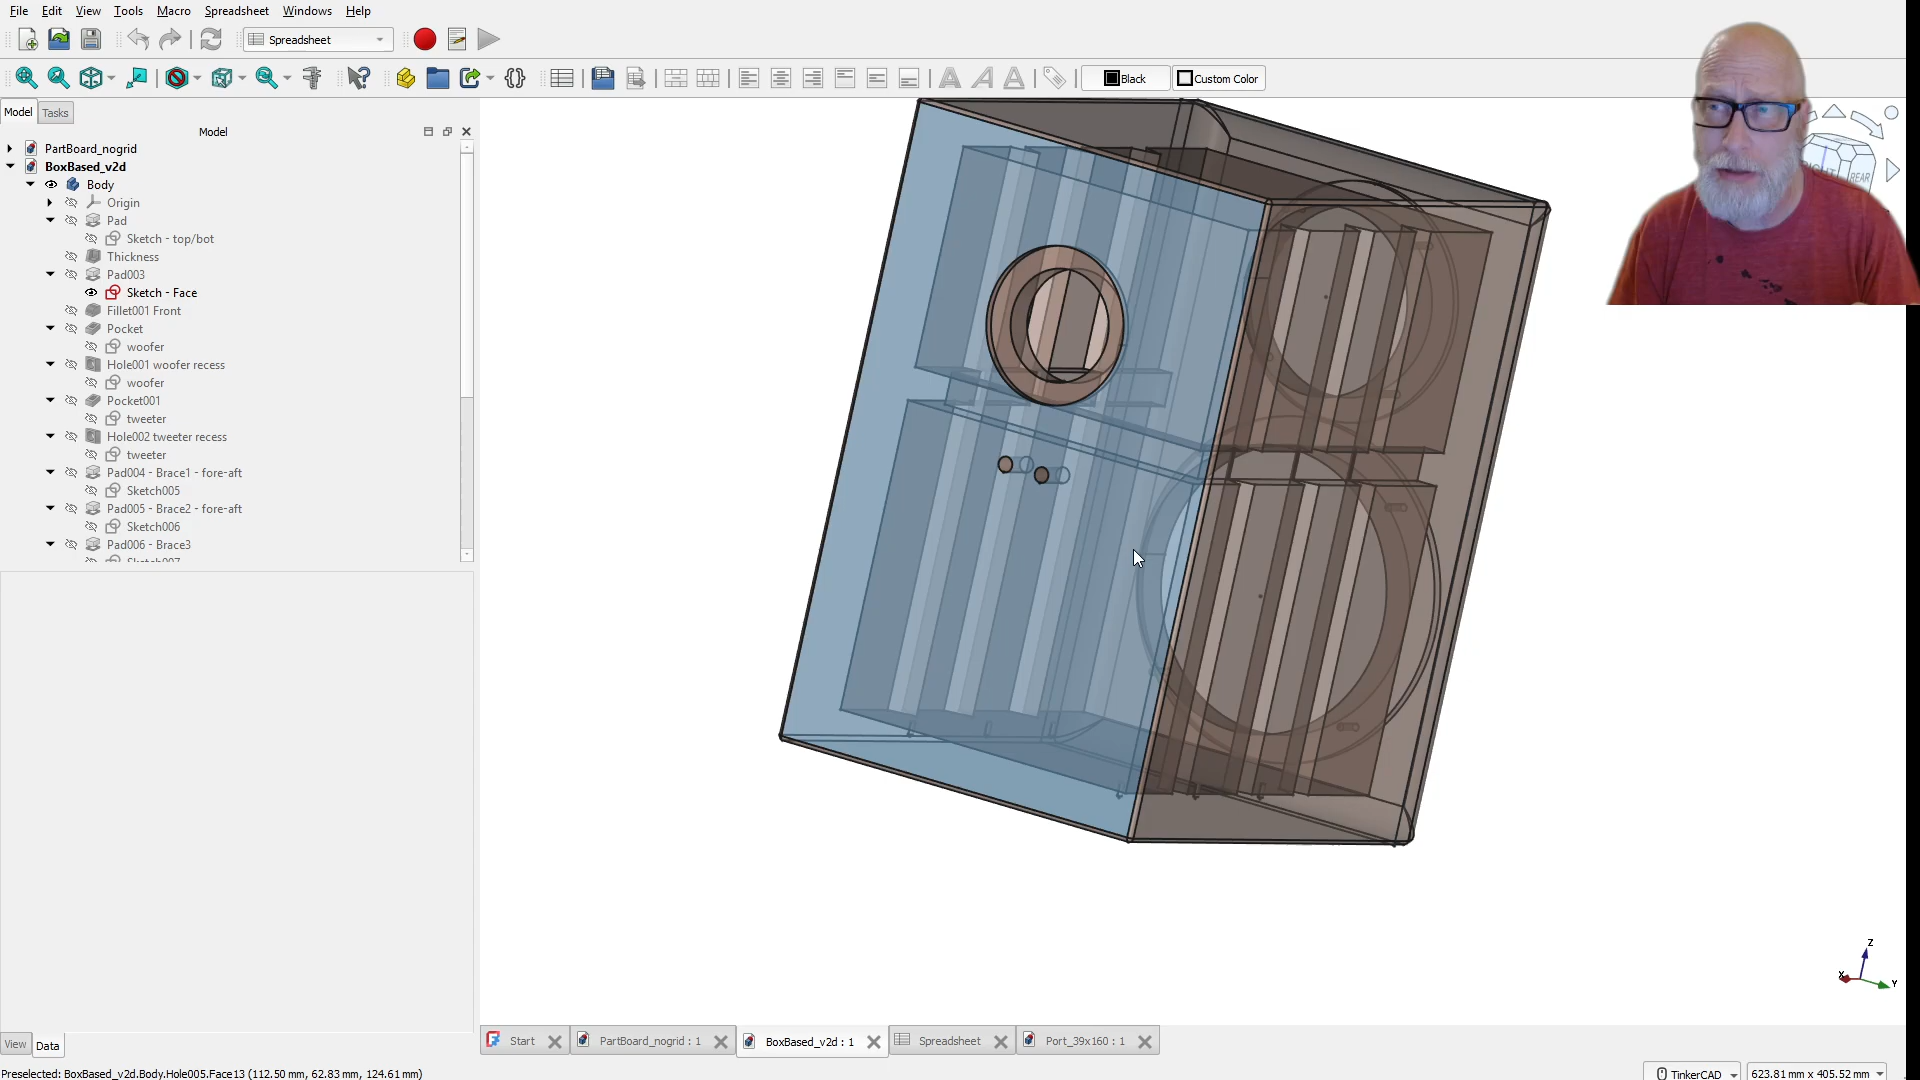 File Edit View Tools Macro Spreadsheet Windows Help
Spreadsheet
Black Custom Color
Model Tasks
Model
PartBoard_nogrid
BoxBased_v2d
Body
Origin
Pad
Sketch - top/bot
Thickness
Pad003
Sketch - Face
Fillet001 Front
Pocket
woofer
Hole001 woofer recess
woofer
Pocket001
tweeter
Hole002 tweeter recess
tweeter
Pad004 - Brace1 - fore-aft
Sketch005
Pad005 - Brace2 - fore-aft
Sketch006
Pad006 - Brace3
Sketch007
REAR
Z
X
Y
View Data
Start PartBoard_nogrid : 1 BoxBased_v2d : 1 Spreadsheet Port_39x160 : 1
Preselected: BoxBased_v2d.Body.Hole005.Face13 (112.50 mm, 62.83 mm, 124.61 mm)
TinkerCAD 623.81 mm x 405.52 mm